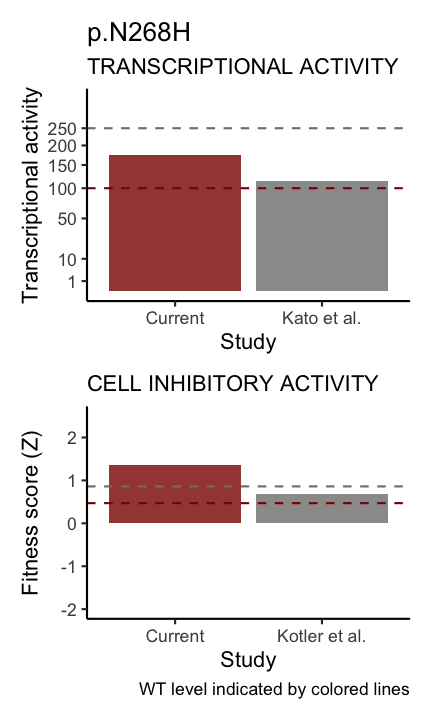 p.N268H
TRANSCRIPTIONAL ACTIVITY
Transcriptional activity
250
200
150
100
50
10
1
Current
Kato et al.
Study
CELL INHIBITORY ACTIVITY
Fitness score (Z)
2
1
0
-1
-2
Current
Kotler et al.
Study
WT level indicated by colored lines